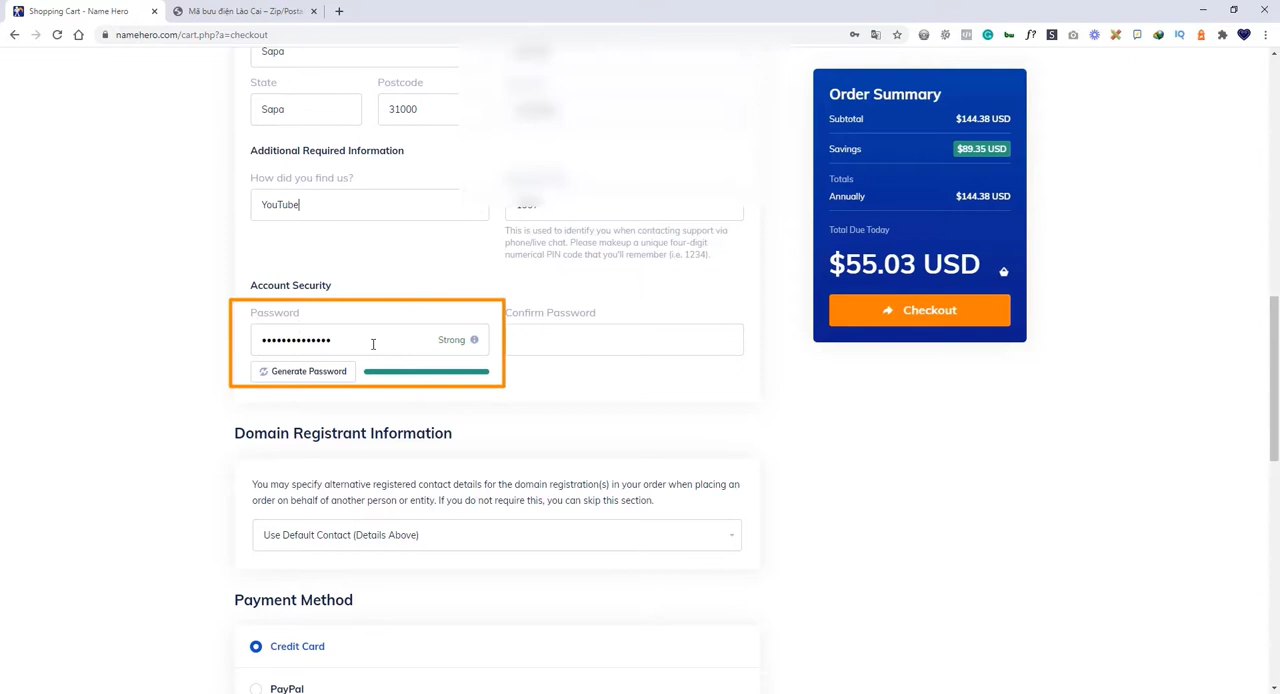 Shopping Cart - Name Hero
Mã bưu điện Lào Cai – Zip/Posta
namehero.com/cart.php?a=checkout
Sapa
State
Postcode
Sapa
31000
Additional Required Information
How did you find us?
YouTube
This is used to identify you when contacting support via
phone/live chat. Please makeup a unique four-digit
numerical PIN code that you'll remember (i.e. 1234).
Account Security
Password
Confirm Password
••••••••••••••
Strong
Generate Password
Domain Registrant Information
You may specify alternative registered contact details for the domain registration(s) in your order when placing an
order on behalf of another person or entity. If you do not require this, you can skip this section.
Use Default Contact (Details Above)
Payment Method
Credit Card
PayPal
Order Summary
Subtotal $144.38 USD
Savings $89.35 USD
Totals
Annually $144.38 USD
Total Due Today
$55.03 USD
Checkout